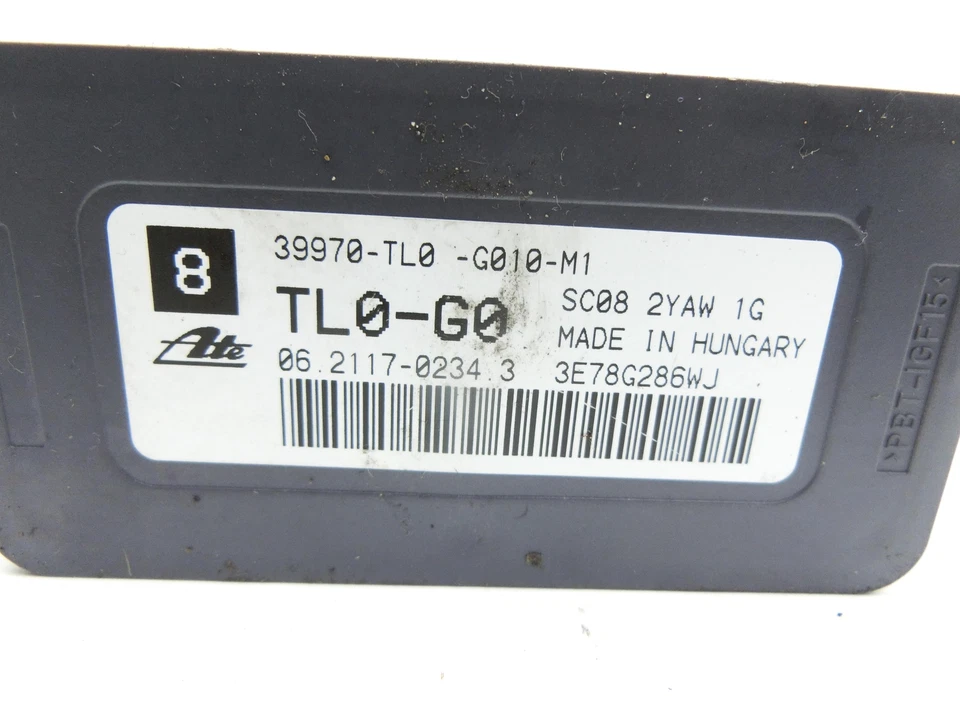 8
39970-TL0 -G010-M1
TL0-G0
SC08 2YAW 1G
MADE IN HUNGARY
Ate
06.2117-0234.3 3E78G286WJ
>PBT-IGF15<